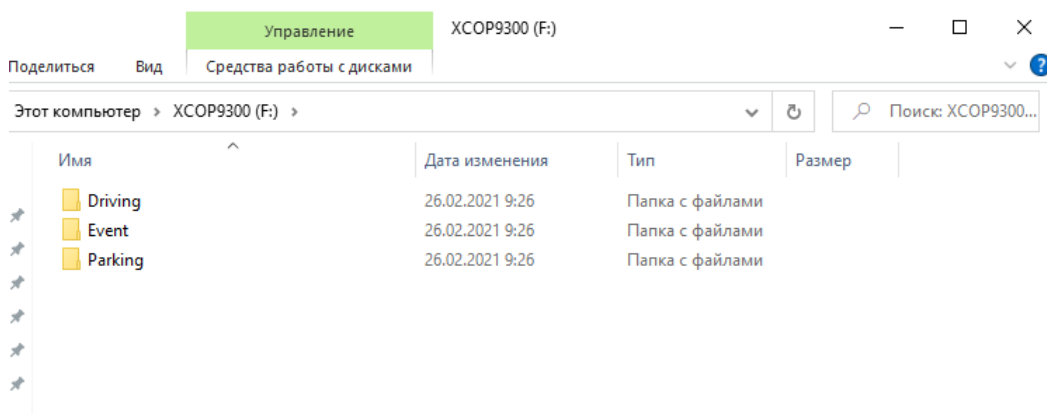 Управление XCOP9300 (F:)
Поделиться Вид Средства работы с дисками
Этот компьютер > XCOP9300 (F:) > Поиск: XCOP9300...
Имя Дата изменения Тип Размер
Driving 26.02.2021 9:26 Папка с файлами
Event 26.02.2021 9:26 Папка с файлами
Parking 26.02.2021 9:26 Папка с файлами